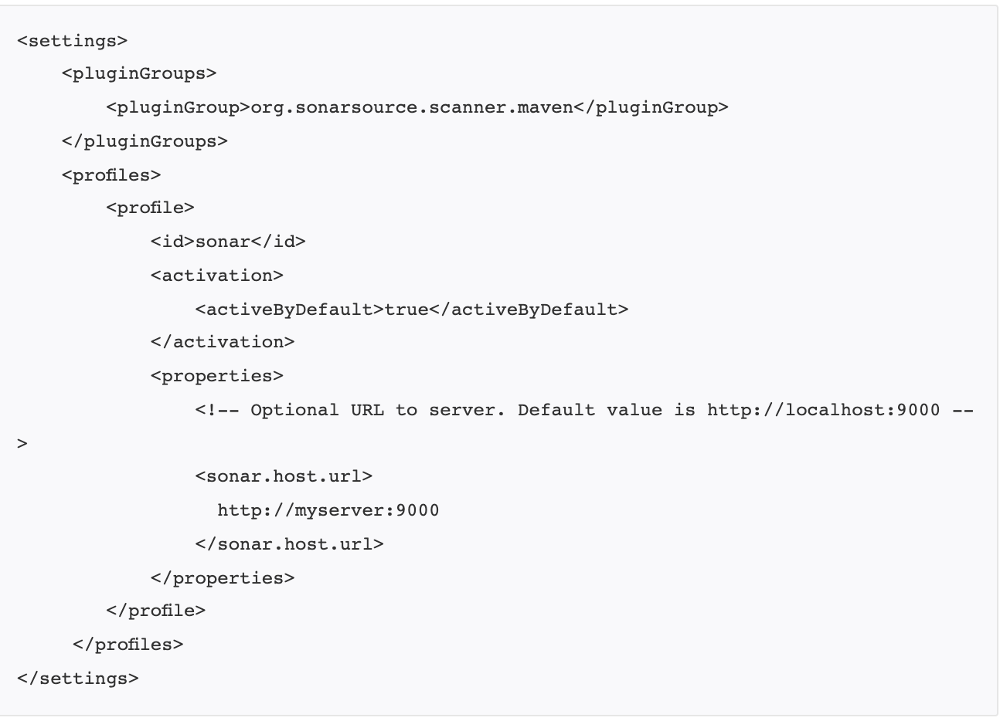 <settings>
    <pluginGroups>
        <pluginGroup>org.sonarsource.scanner.maven</pluginGroup>
    </pluginGroups>
    <profiles>
        <profile>
            <id>sonar</id>
            <activation>
                <activeByDefault>true</activeByDefault>
            </activation>
            <properties>
                <!-- Optional URL to server. Default value is http://localhost:9000 --
>
                <sonar.host.url>
                  http://myserver:9000
                </sonar.host.url>
            </properties>
        </profile>
     </profiles>
</settings>